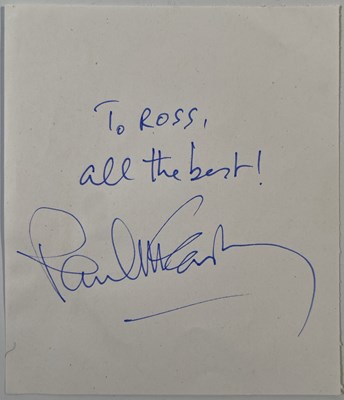 To ROSS,
all the best!
Paul McCartney